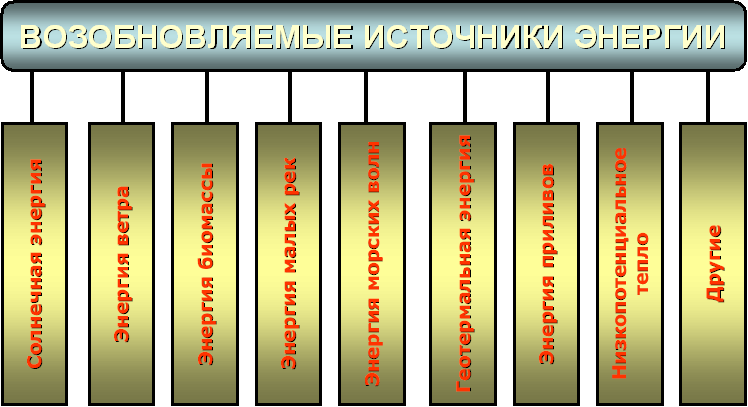 ВОЗОБНОВЛЯЕМЫЕ ИСТОЧНИКИ ЭНЕРГИИ
Солнечная энергия
Энергия ветра
Энергия биомассы
Энергия малых рек
Энергия морских волн
Геотермальная энергия
Энергия приливов
Низкопотенциальное
тепло
Другие